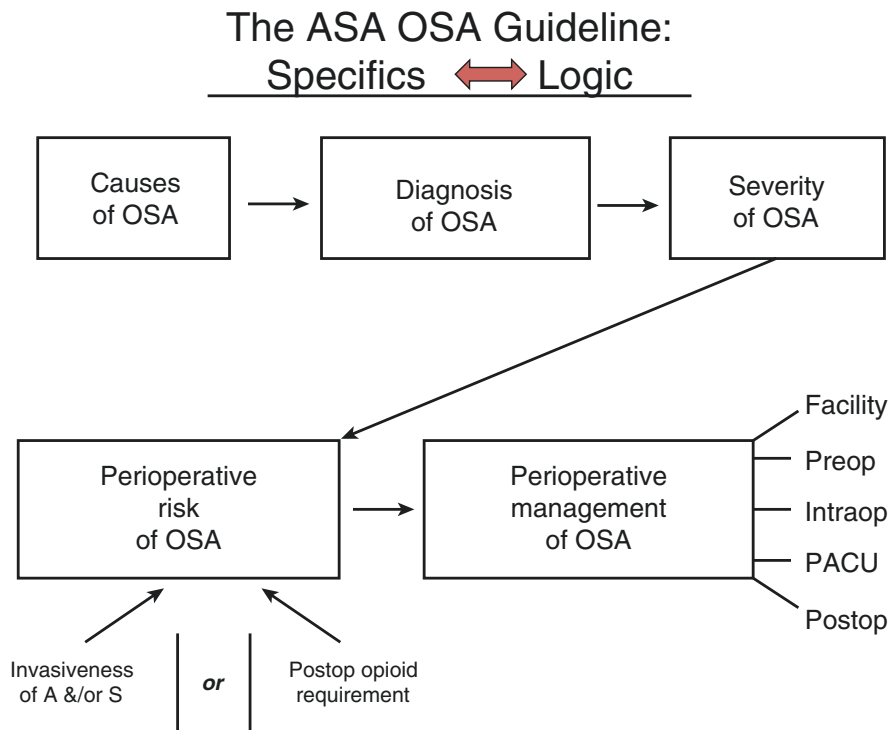 The ASA OSA Guideline:
Specifics Logic
Causes
of OSA
Diagnosis
of OSA
Severity
of OSA
Perioperative
risk
of OSA
Perioperative
management
of OSA
Facility
Preop
Intraop
PACU
Postop
Invasiveness
of A &/or S
or
Postop opioid
requirement